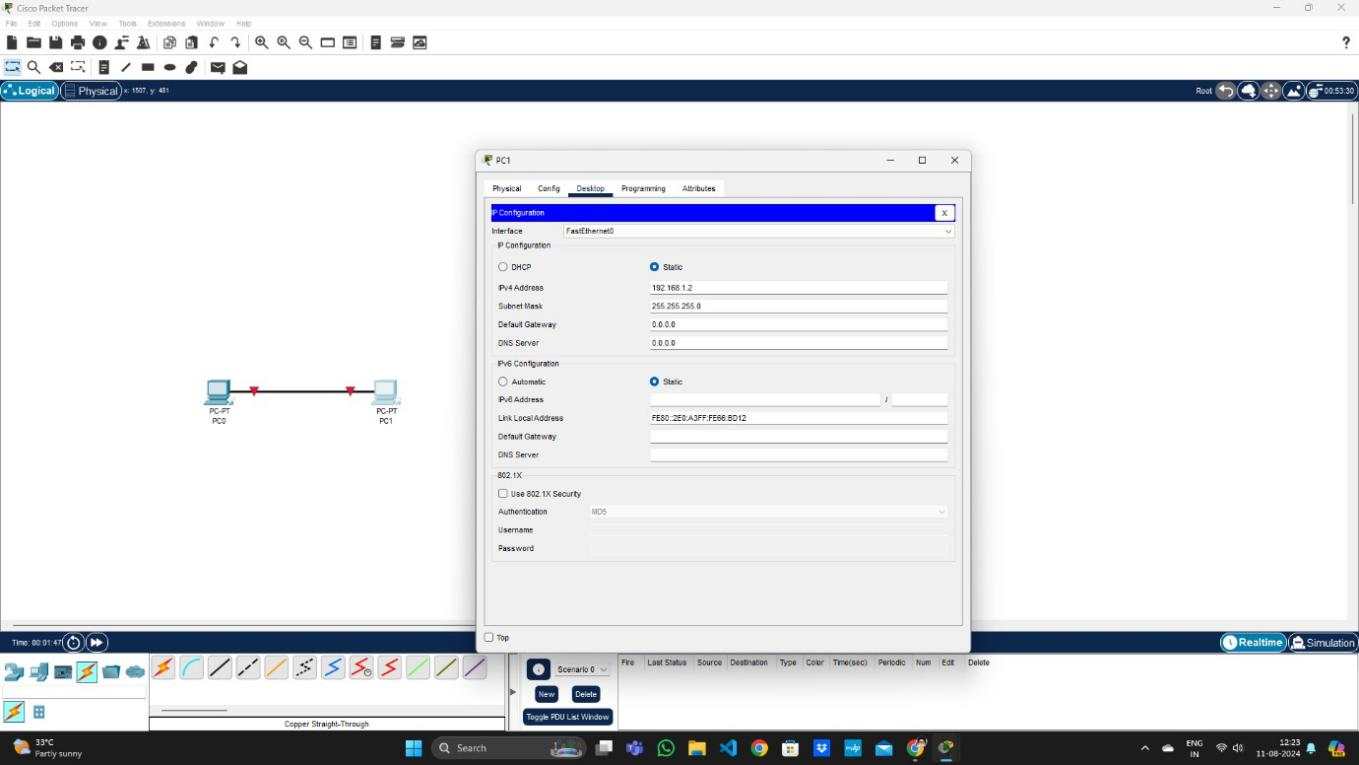 Cisco Packet Tracer
File Edit Options View Tools Extensions Window Help
Logical Physical x: 1507, y: 481 Root 00:53:30
PC1
Physical Config Desktop Programming Attributes
IP Configuration X
Interface FastEthernet0
IP Configuration
DHCP Static
IPv4 Address 192.168.1.2
Subnet Mask 255.255.255.0
Default Gateway 0.0.0.0
DNS Server 0.0.0.0
IPv6 Configuration
Automatic Static
IPv6 Address /
Link Local Address FE80::2E0:A3FF:FE66:BD12
Default Gateway
DNS Server
802.1X
Use 802.1X Security
Authentication MD5
Username
Password
Top
PC-PT PC-PT
PC0 PC1
Time: 00:01:47 Realtime Simulation
Scenario 0 Fire Last Status Source Destination Type Color Time(sec) Periodic Num Edit Delete
New Delete
Toggle PDU List Window
Copper Straight-Through
33°C
Partly sunny
Search
ENG
IN
12:23
11-08-2024